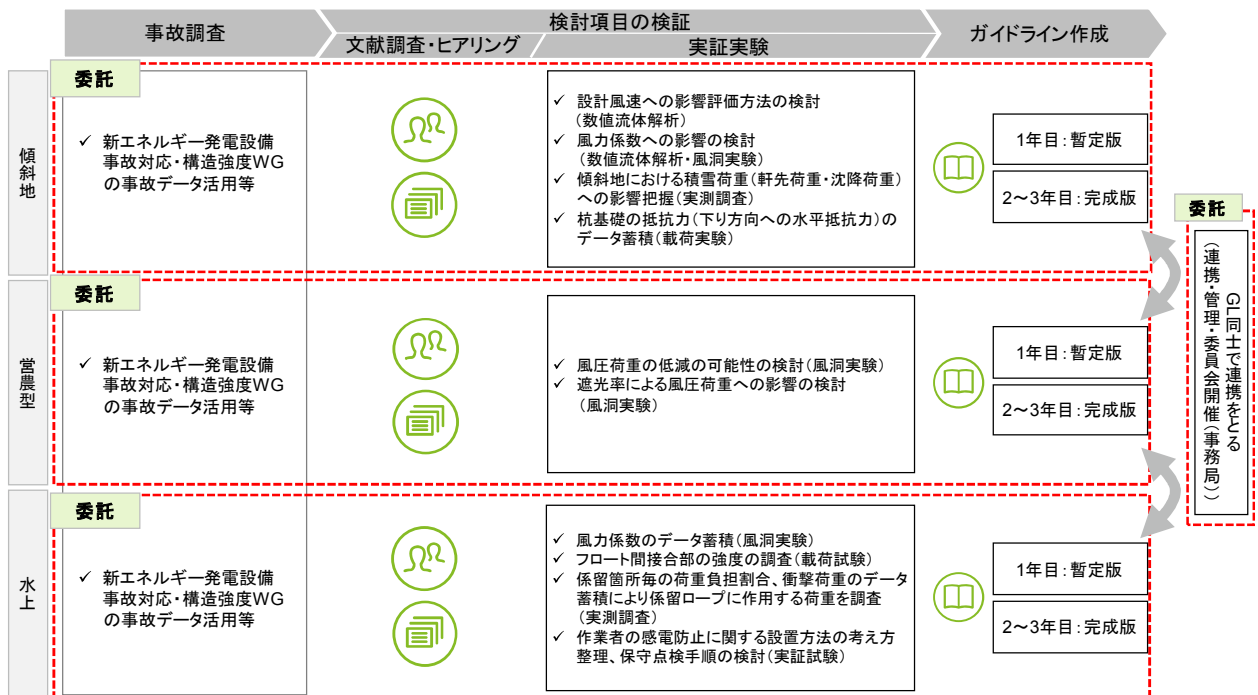 事故調査
検討項目の検証
文献調査・ヒアリング
実証実験
ガイドライン作成
傾斜地
委託
✓ 新エネルギー発電設備
事故対応・構造強度WG
の事故データ活用等
✓ 設計風速への影響評価方法の検討
(数値流体解析)
✓ 風力係数への影響の検討
(数値流体解析・風洞実験)
✓ 傾斜地における積雪荷重(軒先荷重・沈降荷重)
への影響把握(実測調査)
✓ 杭基礎の抵抗力(下り方向への水平抵抗力)の
データ蓄積(載荷実験)
1年目:暫定版
2～3年目:完成版
営農型
委託
✓ 新エネルギー発電設備
事故対応・構造強度WG
の事故データ活用等
✓ 風圧荷重の低減の可能性の検討(風洞実験)
✓ 遮光率による風圧荷重への影響の検討
(風洞実験)
1年目:暫定版
2～3年目:完成版
水上
委託
✓ 新エネルギー発電設備
事故対応・構造強度WG
の事故データ活用等
✓ 風力係数のデータ蓄積(風洞実験)
✓ フロート間接合部の強度の調査(載荷試験)
✓ 係留箇所毎の荷重負担割合、衝撃荷重のデータ
蓄積により係留ロープに作用する荷重を調査
(実測調査)
✓ 作業者の感電防止に関する設置方法の考え方
整理、保守点検手順の検討(実証試験)
1年目:暫定版
2～3年目:完成版
委託
GL同士で連携をとる
(連携・管理・委員会開催(事務局))